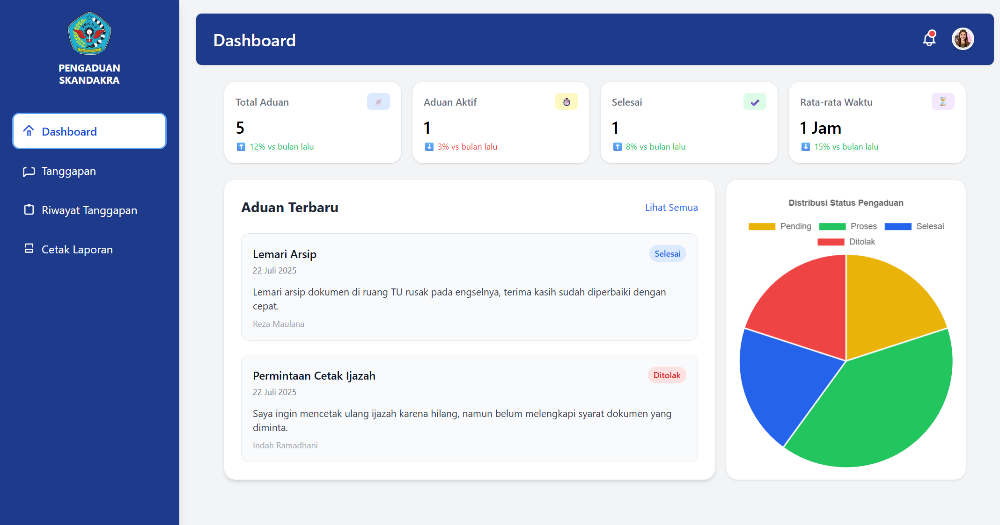 SMK.N 2
PENGADUAN
SKANDAKRA
Dashboard
Tanggapan
Riwayat Tanggapan
Cetak Laporan
Dashboard
Total Aduan
5
12% vs bulan lalu
Aduan Aktif
1
3% vs bulan lalu
Selesai
1
8% vs bulan lalu
Rata-rata Waktu
1 Jam
15% vs bulan lalu
Aduan Terbaru
Lihat Semua
Lemari Arsip
Selesai
22 Juli 2025
Lemari arsip dokumen di ruang TU rusak pada engselnya, terima kasih sudah diperbaiki dengan
cepat.
Reza Maulana
Permintaan Cetak Ijazah
Ditolak
22 Juli 2025
Saya ingin mencetak ulang ijazah karena hilang, namun belum melengkapi syarat dokumen yang
diminta.
Indah Ramadhani
Distribusi Status Pengaduan
Pending
Proses
Selesai
Ditolak